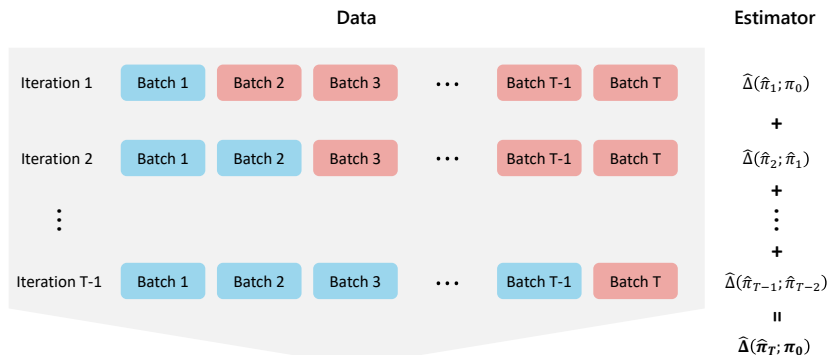 Data Estimator
Iteration 1 Batch 1 Batch 2 Batch 3 ••• Batch T-1 Batch T Δ̂(π̂₁; π₀)
+
Iteration 2 Batch 1 Batch 2 Batch 3 ••• Batch T-1 Batch T Δ̂(π̂₂; π̂₁)
+
⋮ ⋮
+
Iteration T-1 Batch 1 Batch 2 Batch 3 ••• Batch T-1 Batch T Δ̂(π̂_{T−1}; π̂_{T−2})
=
Δ̂(π̂_T; π₀)